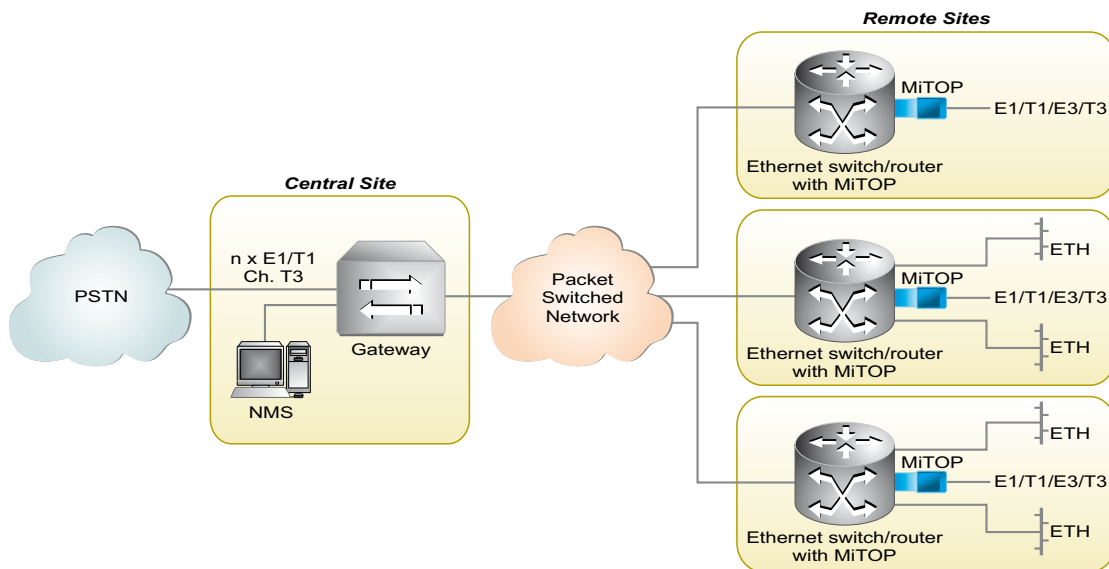 Remote Sites
MiTOP
E1/T1/E3/T3
Ethernet switch/router
with MiTOP
Central Site
n x E1/T1
Ch. T3
PSTN
Gateway
NMS
Packet
Switched
Network
ETH
MiTOP
E1/T1/E3/T3
ETH
Ethernet switch/router
with MiTOP
ETH
MiTOP
E1/T1/E3/T3
ETH
Ethernet switch/router
with MiTOP